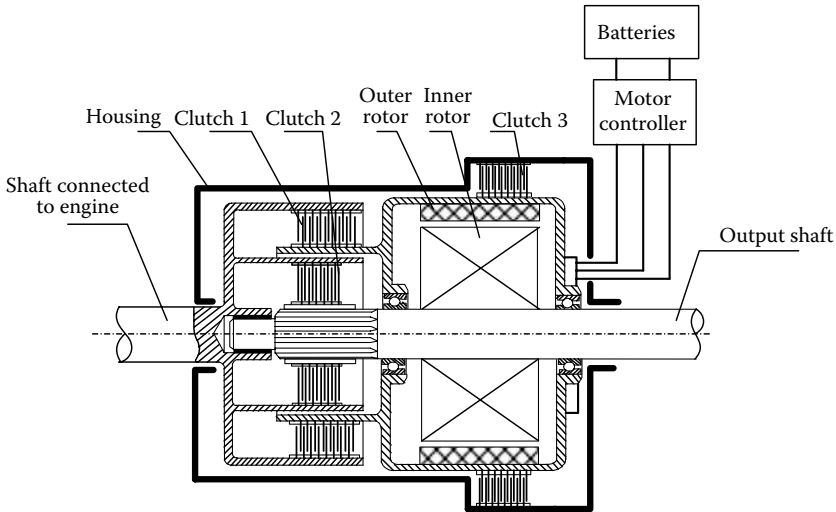 Batteries
Motor
controller
Housing
Clutch 1
Clutch 2
Outer
rotor
Inner
rotor
Clutch 3
Shaft connected
to engine
Output shaft